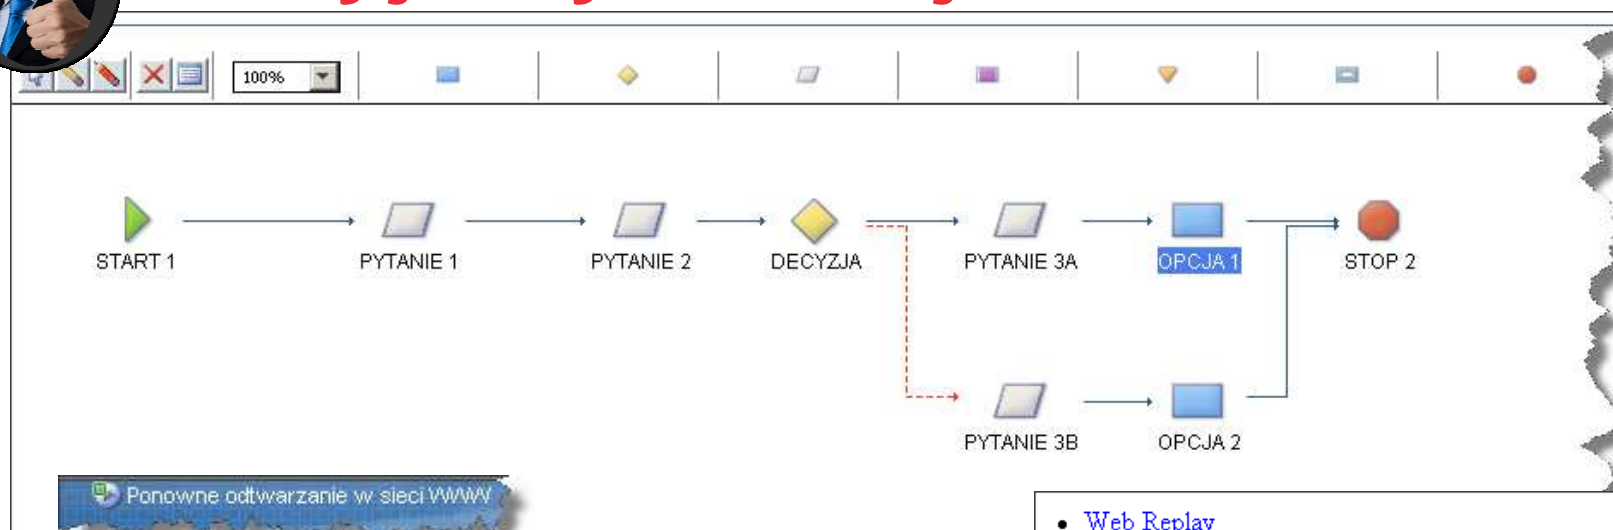 100%
START 1
PYTANIE 1
PYTANIE 2
DECYZJA
PYTANIE 3A
OPCJA 1
STOP 2
PYTANIE 3B
OPCJA 2
Ponowne odtwarzanie w sieci WWW
• Web Replay